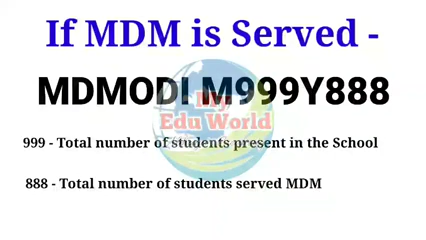 If MDM is Served -
MDMODI M999Y888
My
Edu World
999 - Total number of students present in the School
888 - Total number of students served MDM